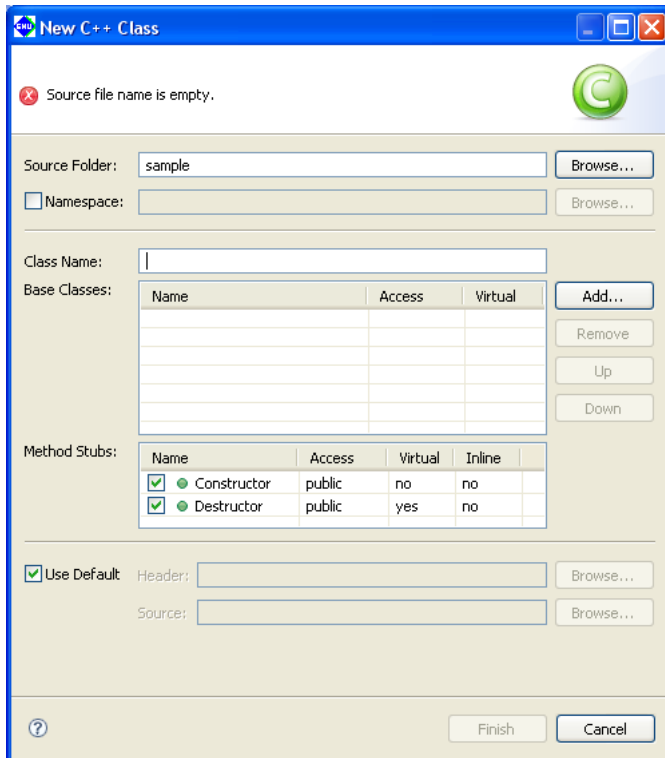 New C++ Class
Source file name is empty.
Source Folder: sample Browse...
Namespace: Browse...
Class Name:
Base Classes: Name Access Virtual Add...
Remove
Up
Down
Method Stubs: Name Access Virtual Inline
Constructor public no no
Destructor public yes no
Use Default Header: Browse...
Source: Browse...
? Finish Cancel